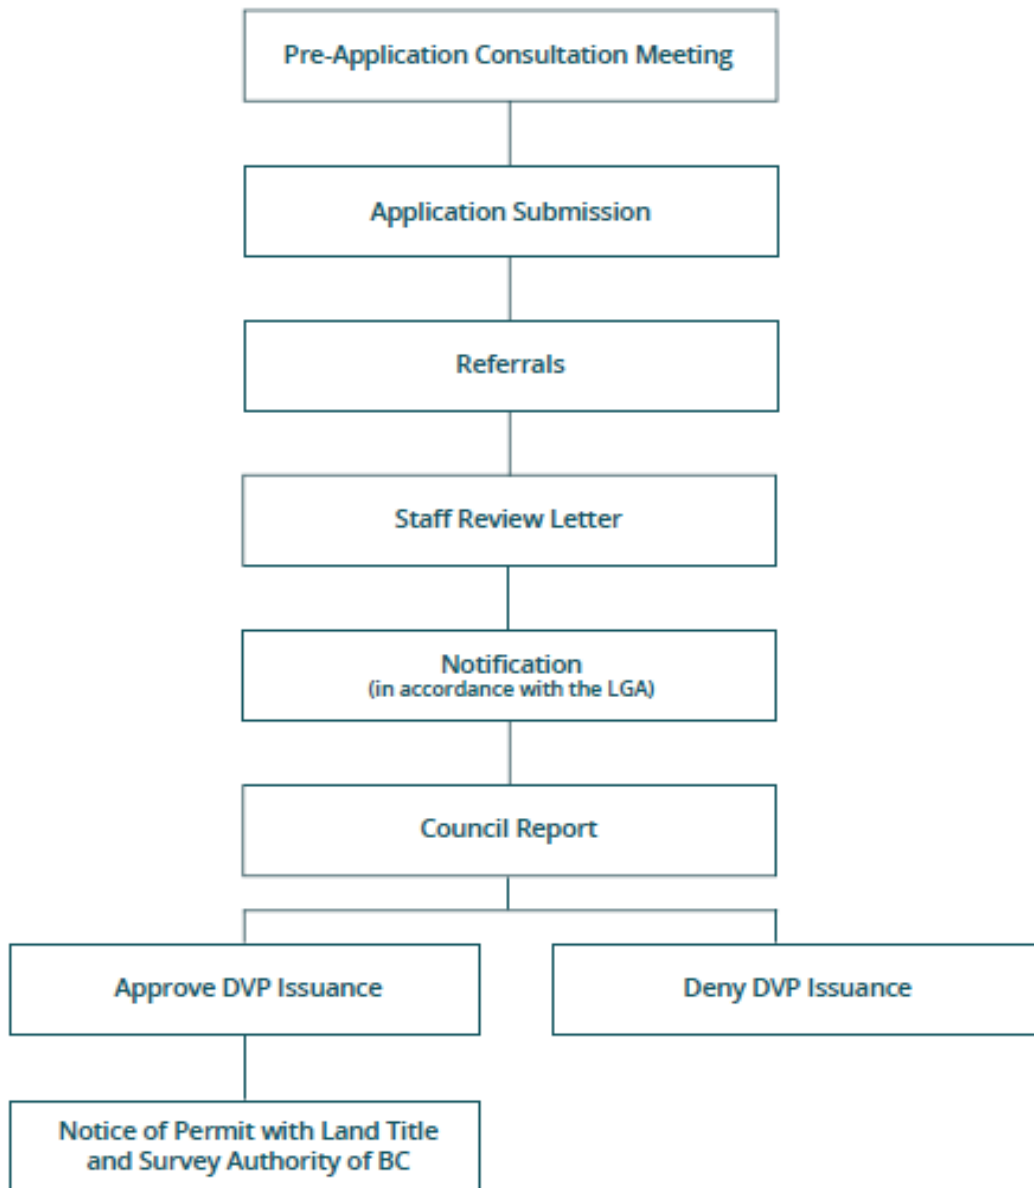 Pre-Application Consultation Meeting
Application Submission
Referrals
Staff Review Letter
Notification
(in accordance with the LGA)
Council Report
Approve DVP Issuance
Deny DVP Issuance
Notice of Permit with Land Title
and Survey Authority of BC